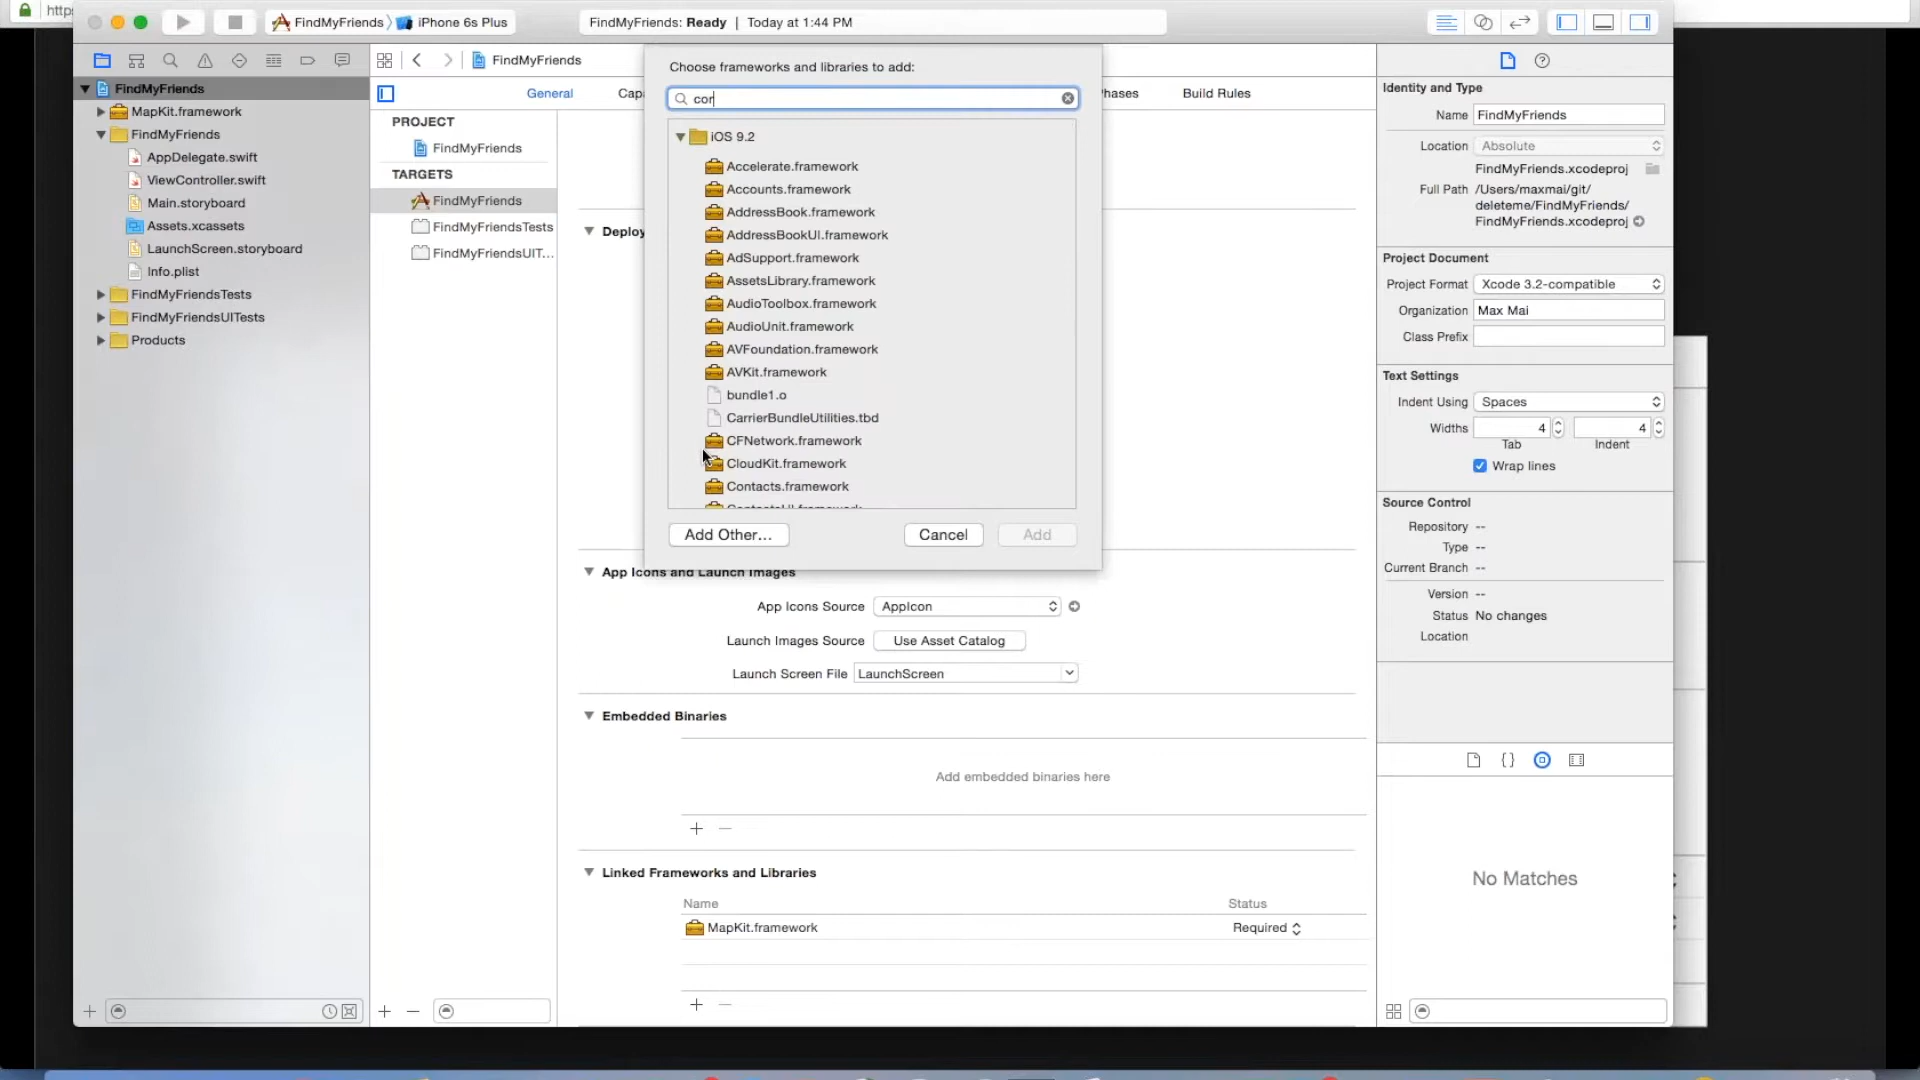 http
FindMyFriends iPhone 6s Plus
FindMyFriends: Ready | Today at 1:44 PM
FindMyFriends
General
Build Rules
FindMyFriends
MapKit.framework
FindMyFriends
AppDelegate.swift
ViewController.swift
Main.storyboard
Assets.xcassets
LaunchScreen.storyboard
Info.plist
FindMyFriendsTests
FindMyFriendsUITests
Products
PROJECT
FindMyFriends
TARGETS
FindMyFriends
FindMyFriendsTests
FindMyFriendsUIT...
Choose frameworks and libraries to add:
cor
iOS 9.2
Accelerate.framework
Accounts.framework
AddressBook.framework
AddressBookUI.framework
AdSupport.framework
AssetsLibrary.framework
AudioToolbox.framework
AudioUnit.framework
AVFoundation.framework
AVKit.framework
bundle1.o
CarrierBundleUtilities.tbd
CFNetwork.framework
CloudKit.framework
Contacts.framework
Add Other... Cancel Add
App Icons and Launch Images
App Icons Source AppIcon
Launch Images Source Use Asset Catalog
Launch Screen File LaunchScreen
Embedded Binaries
Add embedded binaries here
Linked Frameworks and Libraries
Name Status
MapKit.framework Required
Identity and Type
Name FindMyFriends
Location Absolute
FindMyFriends.xcodeproj
Full Path /Users/maxmai/git/
deleteme/FindMyFriends/
FindMyFriends.xcodeproj
Project Document
Project Format Xcode 3.2-compatible
Organization Max Mai
Class Prefix
Text Settings
Indent Using Spaces
Widths 4 4
Tab Indent
Wrap lines
Source Control
Repository --
Type --
Current Branch --
Version --
Status No changes
Location
No Matches